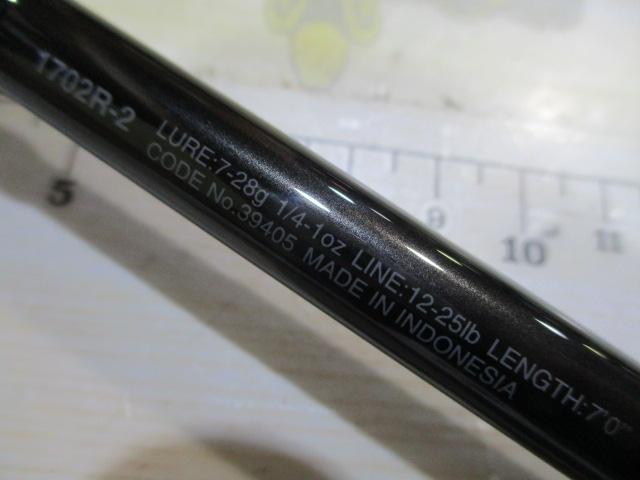 1702R-2
LURE:7-28g 1/4-1oz LINE:12-25lb LENGTH:7'0"
CODE No.39405 MADE IN INDONESIA
5
9
10
11